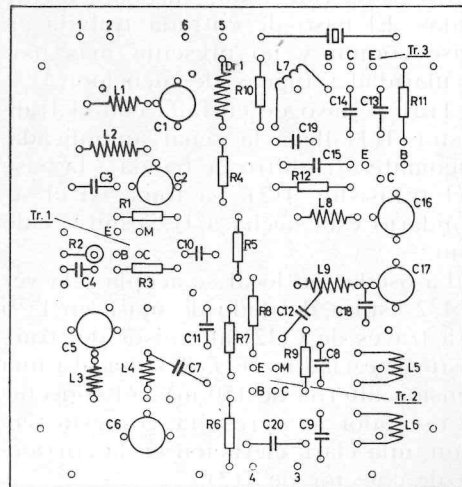 1 2 6 5
Tr.3
B C E
L7 Dr1
L1 R10 C14 C13 R11
C1
L2 C19 B
C3 C2 R4 C15 E C
R12
R1 L8 C16
E M
Tr.1
R2 B C C10 R5
C4 R3 L9 C17
R8 C12 C18
C5 C11 R7
L4 C7 E M R9 C8 L5
L3 B C
Tr.2
C6 R6 L6
C20 C9
4 3